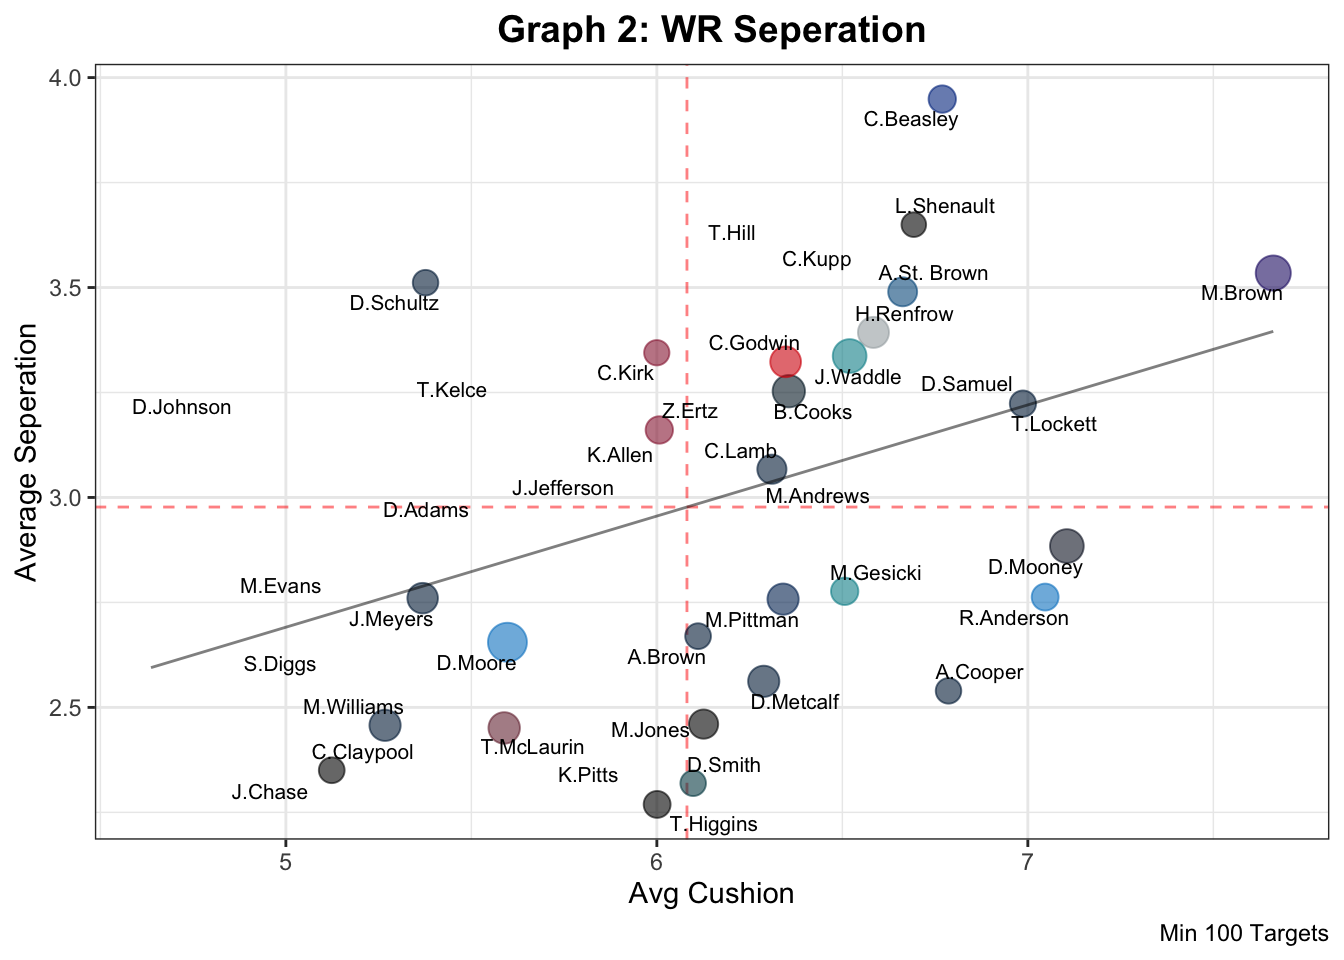 Graph 2: WR Seperation
4.0
C.Beasley
L.Shenault
T.Hill
C.Kupp
A.St. Brown
3.5
M.Brown
D.Schultz
H.Renfrow
C.Godwin
C.Kirk
J.Waddle
D.Samuel
T.Kelce
D.Johnson
Z.Ertz
B.Cooks
T.Lockett
K.Allen
C.Lamb
J.Jefferson
M.Andrews
3.0
D.Adams
D.Mooney
M.Gesicki
M.Evans
J.Meyers
M.Pittman
R.Anderson
A.Brown
S.Diggs
D.Moore
A.Cooper
D.Metcalf
2.5
M.Williams
M.Jones
T.McLaurin
C.Claypool
D.Smith
K.Pitts
J.Chase
T.Higgins
Average Seperation
5
6
7
Avg Cushion
Min 100 Targets